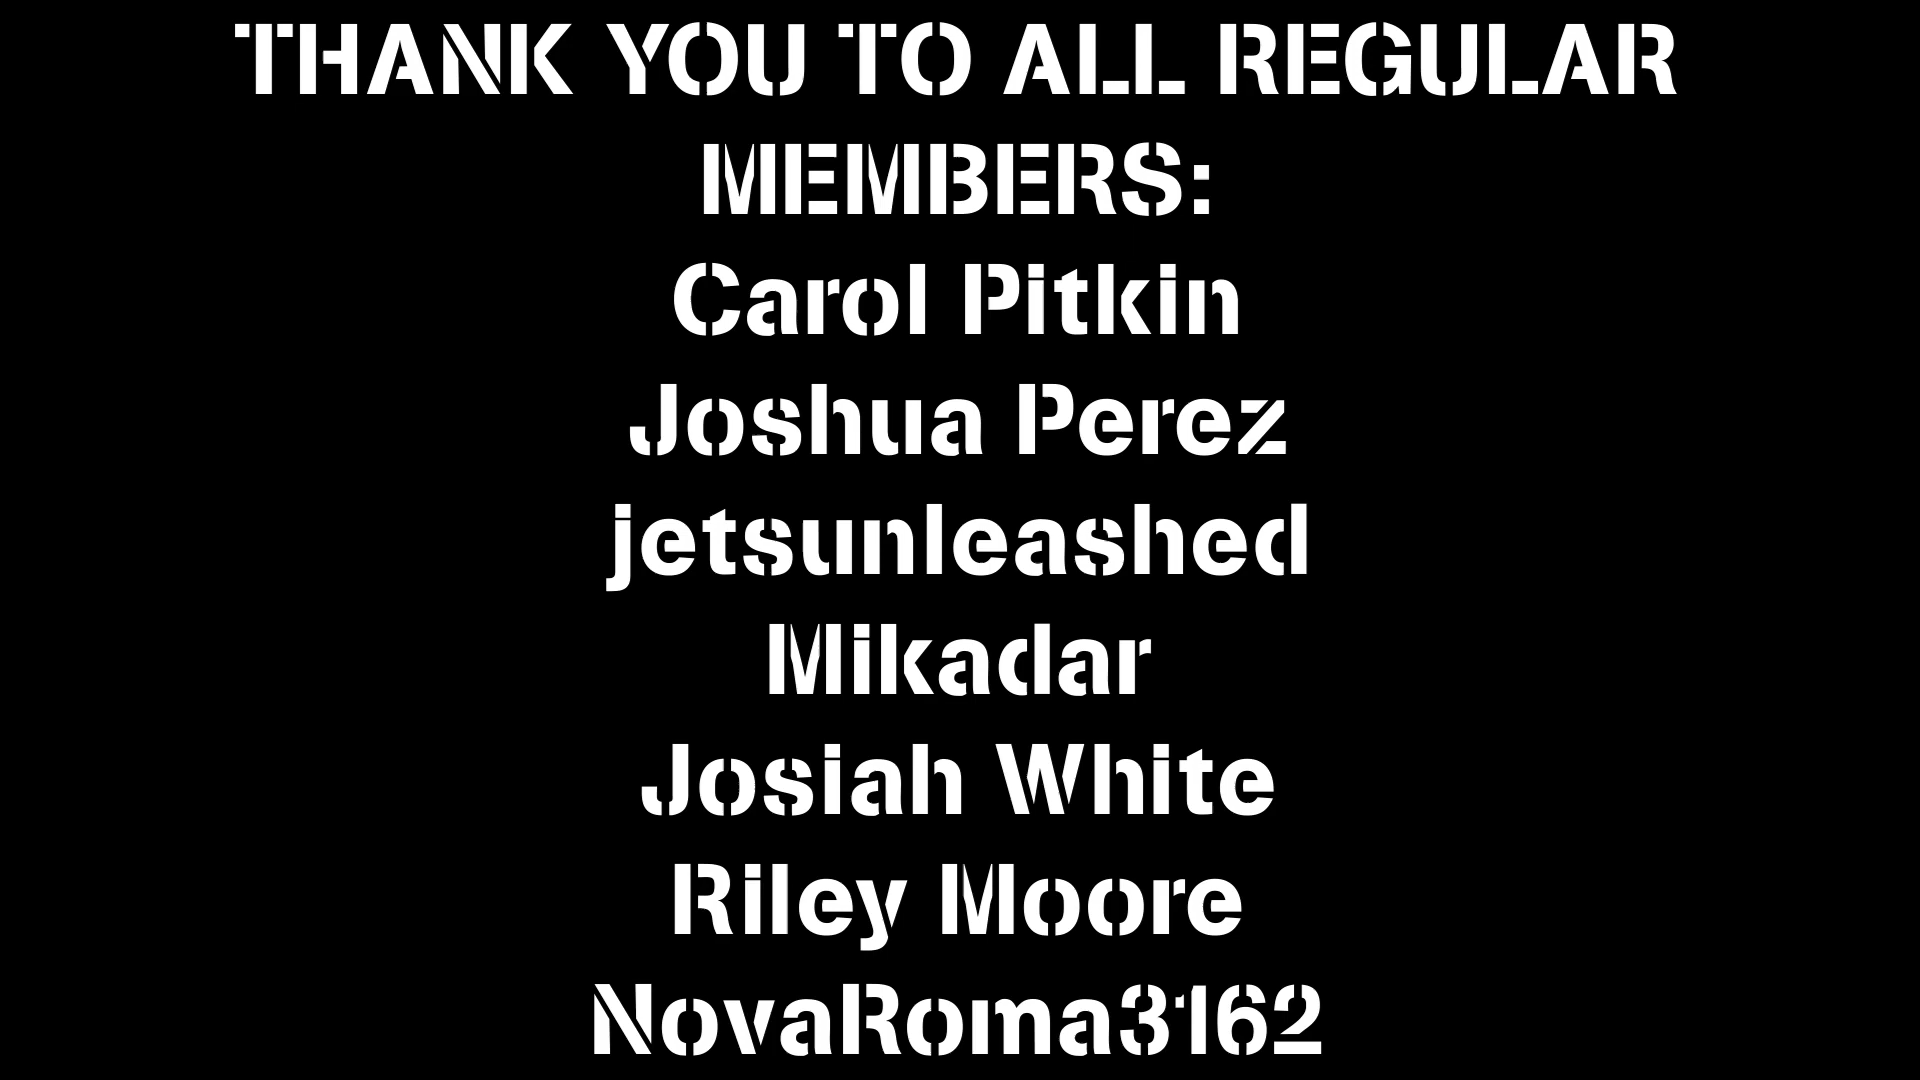 THANK YOU TO ALL REGULAR
MEMBERS:
Carol Pitkin
Joshua Perez
jetsunleashed
Mikadar
Josiah White
Riley Moore
NovaRoma3162